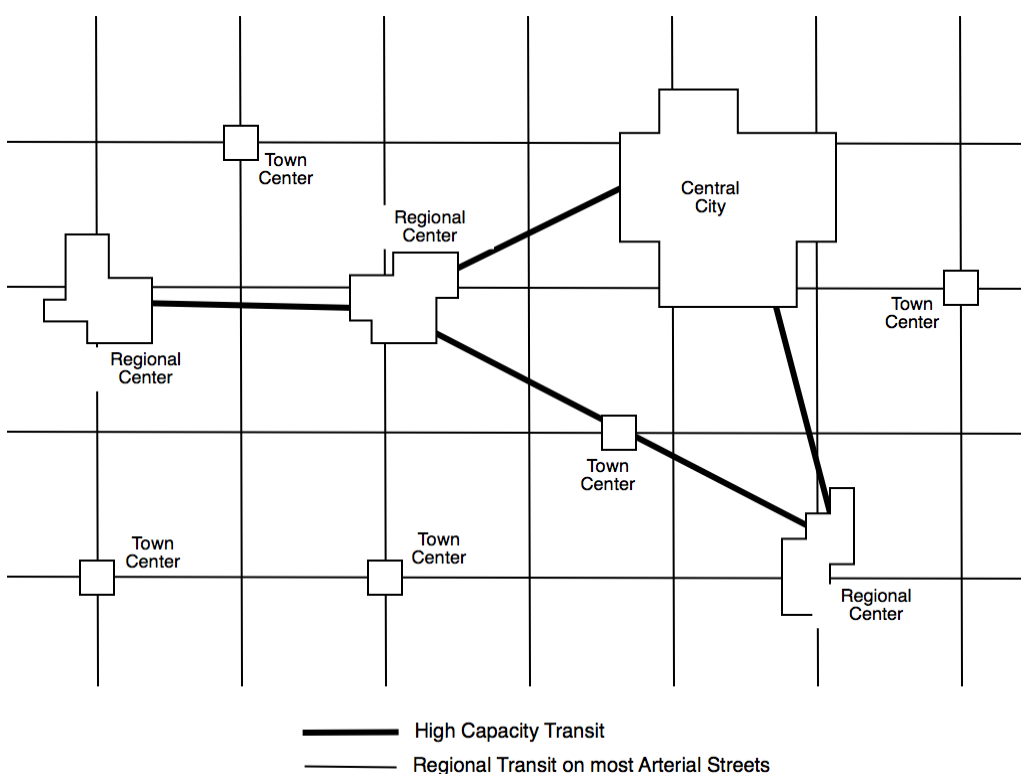 Town
Center
Central
City
Regional
Center
Town
Center
Regional
Center
Town
Center
Town
Center
Town
Center
Regional
Center
High Capacity Transit
Regional Transit on most Arterial Streets